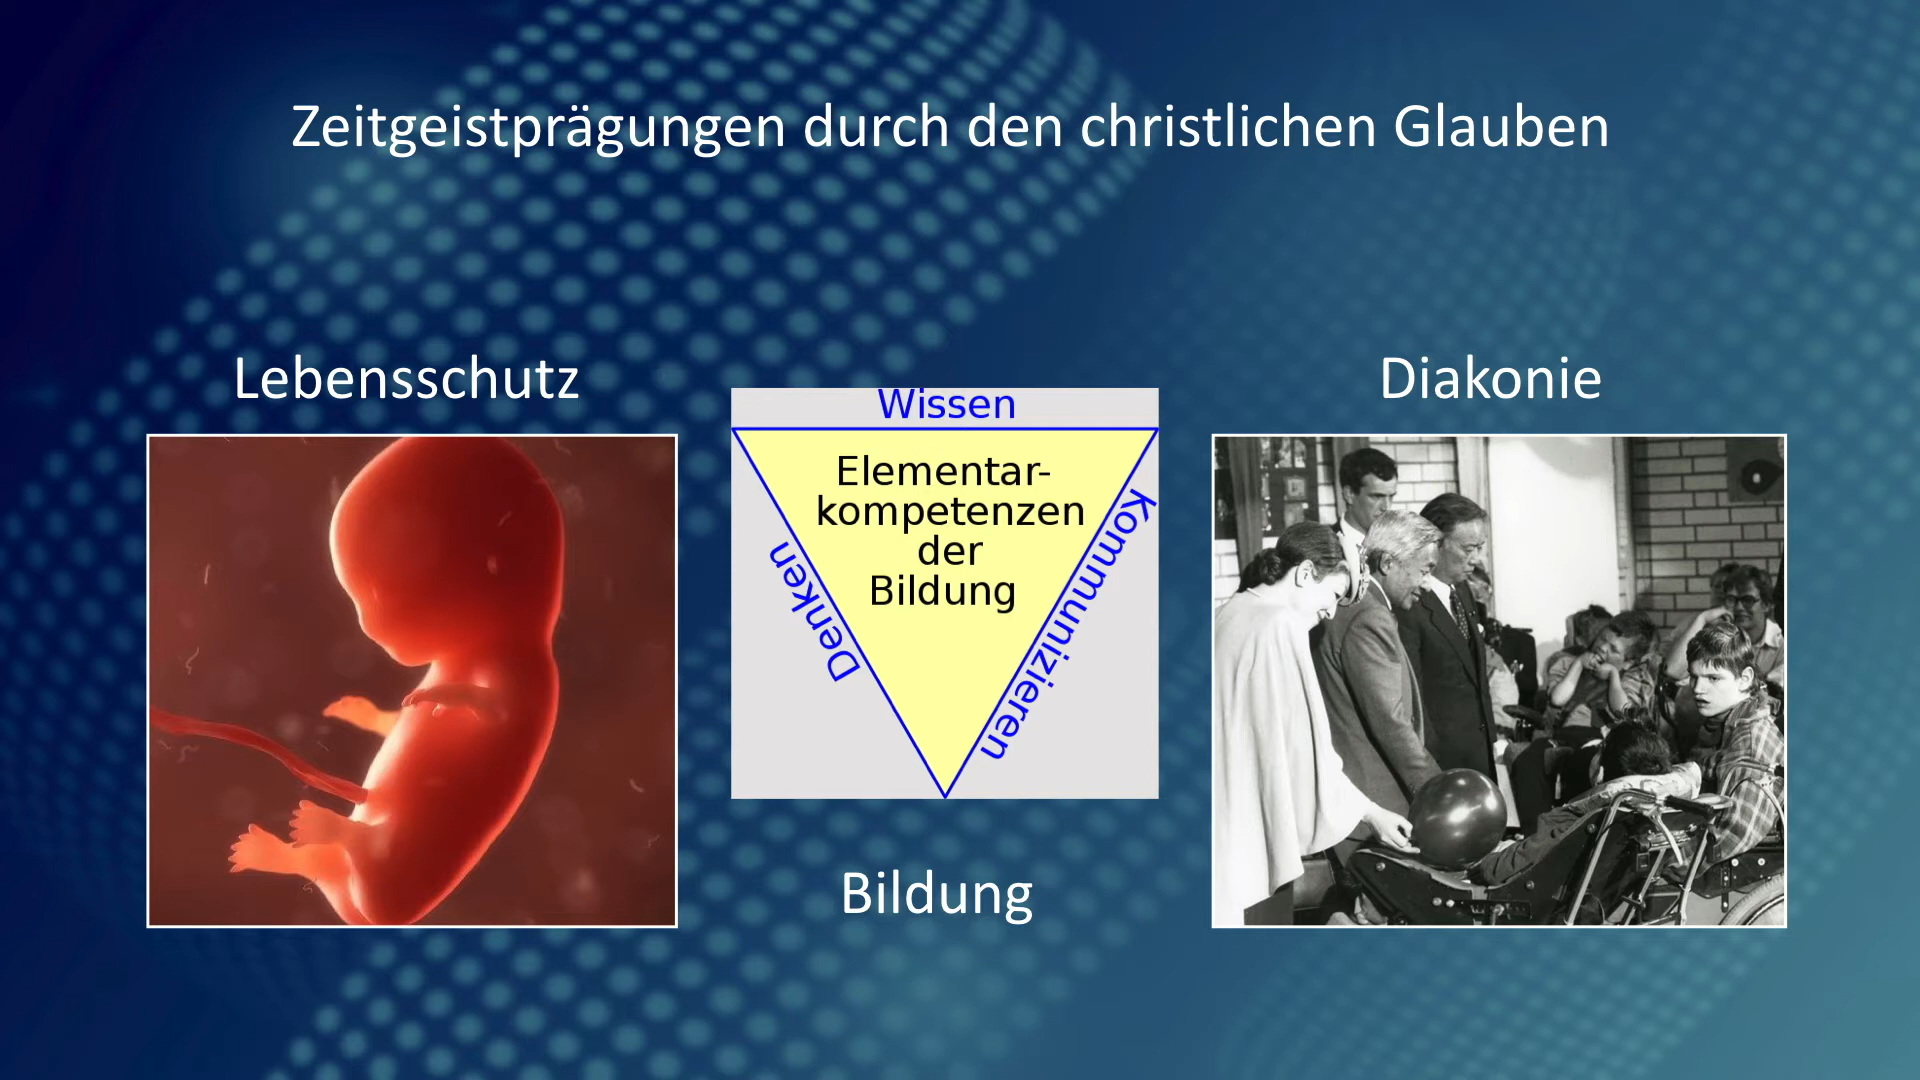 Zeitgeistprägungen durch den christlichen Glauben
Lebensschutz
Wissen
Elementar-
kompetenzen
der
Bildung
Denken
Kommunizieren
Bildung
Diakonie